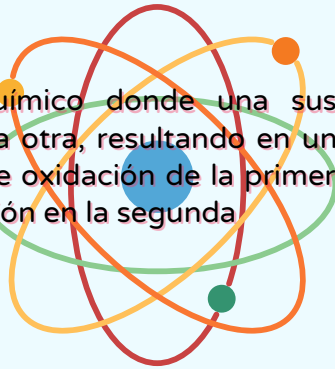 uímico donde una sus
a otra, resultando en un
e oxidación de la primer
ón en la segunda